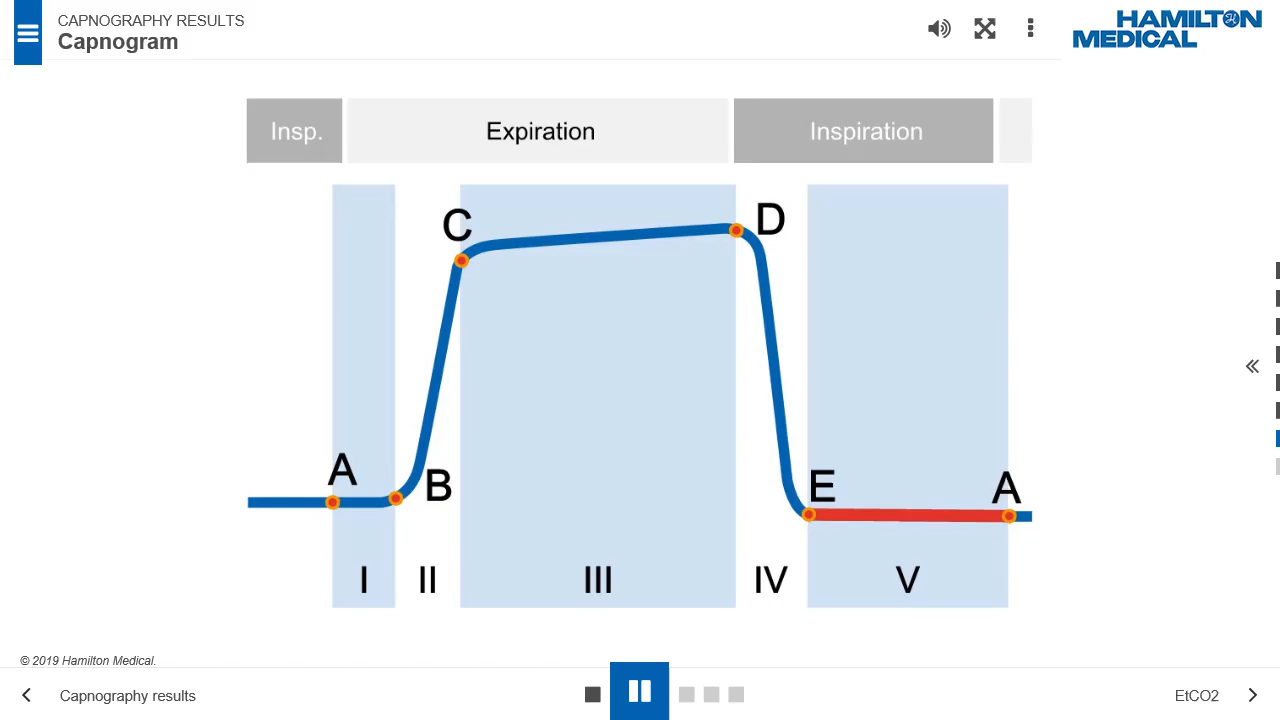 CAPNOGRAPHY RESULTS
Capnogram
HAMILTON
MEDICAL
Insp.
Expiration
Inspiration
C
D
A
B
E
A
I
II
III
IV
V
© 2019 Hamilton Medical.
Capnography results
EtCO2